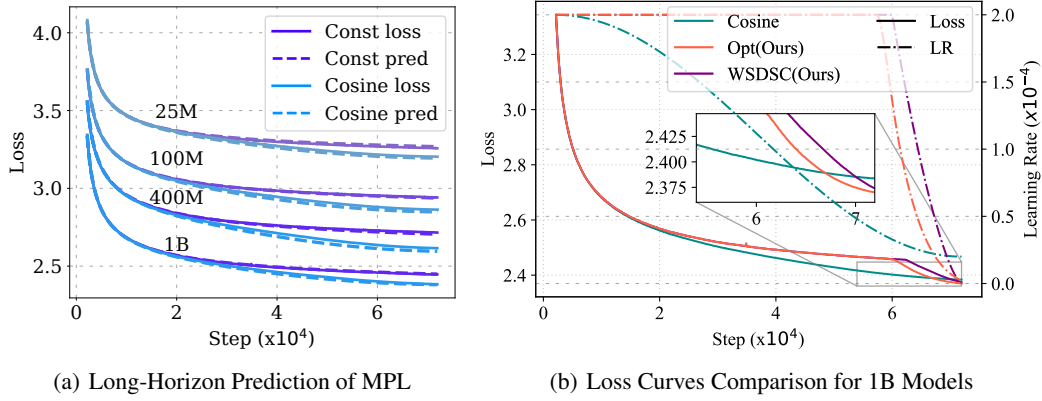 4.0
3.5
3.0
2.5
Loss
0
2
4
6
Step (x10⁴)
Const loss
Const pred
Cosine loss
Cosine pred
25M
100M
400M
1B
(a) Long-Horizon Prediction of MPL
3.2
3.0
2.8
2.6
2.4
Loss
0
2
4
6
Step (x10⁴)
2.0
1.5
1.0
0.5
0.0
Learning Rate (x10⁻⁴)
Cosine
Opt(Ours)
WSDSC(Ours)
Loss
LR
2.425
2.400
2.375
6
7
(b) Loss Curves Comparison for 1B Models